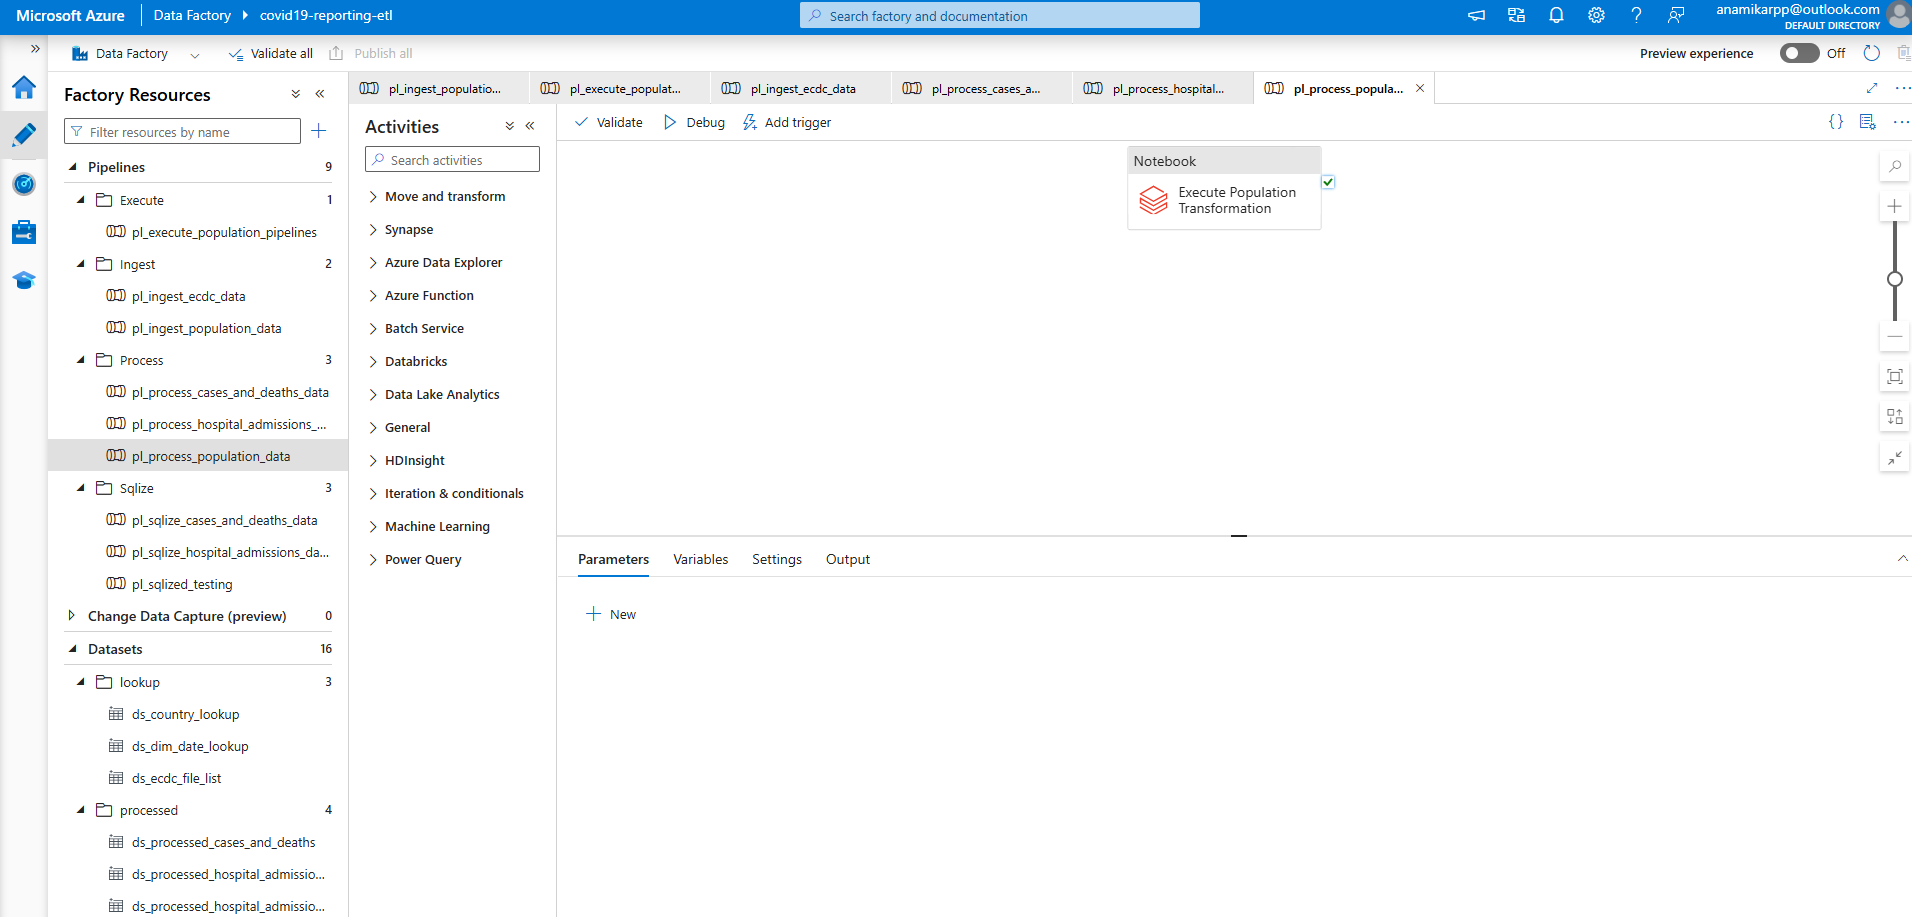 Microsoft Azure
Data Factory
covid19-reporting-etl
Search factory and documentation
anamikarpp@outlook.com
DEFAULT DIRECTORY
Data Factory
Validate all
Publish all
Preview experience
Off
Factory Resources
Filter resources by name
Pipelines 9
Execute 1
pl_execute_population_pipelines
Ingest 2
pl_ingest_ecdc_data
pl_ingest_population_data
Process 3
pl_process_cases_and_deaths_data
pl_process_hospital_admissions_...
pl_process_population_data
Sqlize 3
pl_sqlize_cases_and_deaths_data
pl_sqlize_hospital_admissions_da...
pl_sqlized_testing
Change Data Capture (preview) 0
Datasets 16
lookup 3
ds_country_lookup
ds_dim_date_lookup
ds_ecdc_file_list
processed 4
ds_processed_cases_and_deaths
ds_processed_hospital_admissio...
ds_processed_hospital_admissio...
pl_ingest_populatio...
pl_execute_populat...
pl_ingest_ecdc_data
pl_process_cases_a...
pl_process_hospital...
pl_process_popula...
Activities
Search activities
Move and transform
Synapse
Azure Data Explorer
Azure Function
Batch Service
Databricks
Data Lake Analytics
General
HDInsight
Iteration & conditionals
Machine Learning
Power Query
Validate
Debug
Add trigger
Notebook
Execute Population
Transformation
Parameters
Variables
Settings
Output
New